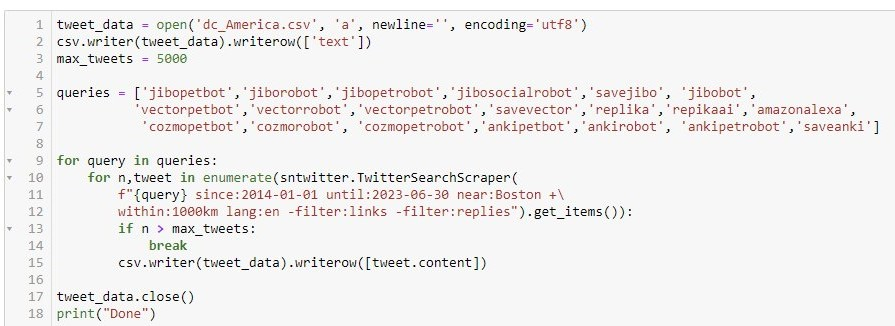 1 tweet_data = open('dc_America.csv', 'a', newline='', encoding='utf8')
2 csv.writer(tweet_data).writerow(['text'])
3 max_tweets = 5000
4
5 queries = ['jibopetbot','jiborobot','jibopetrobot','jibosocialrobot','savejibo', 'jibobot',
6 'vectorpetbot','vectorrobot','vectorpetrobot','savevector','replika','repikaai','amazonalexa',
7 'cozmopetbot','cozmorobot', 'cozmopetrobot','ankipetbot','ankirobot', 'ankipetrobot','saveanki']
8
9 for query in queries:
10 for n,tweet in enumerate(sntwitter.TwitterSearchScraper(
11 f"{query} since:2014-01-01 until:2023-06-30 near:Boston +\
12 within:1000km lang:en -filter:links -filter:replies").get_items()):
13 if n > max_tweets:
14 break
15 csv.writer(tweet_data).writerow([tweet.content])
16
17 tweet_data.close()
18 print("Done")